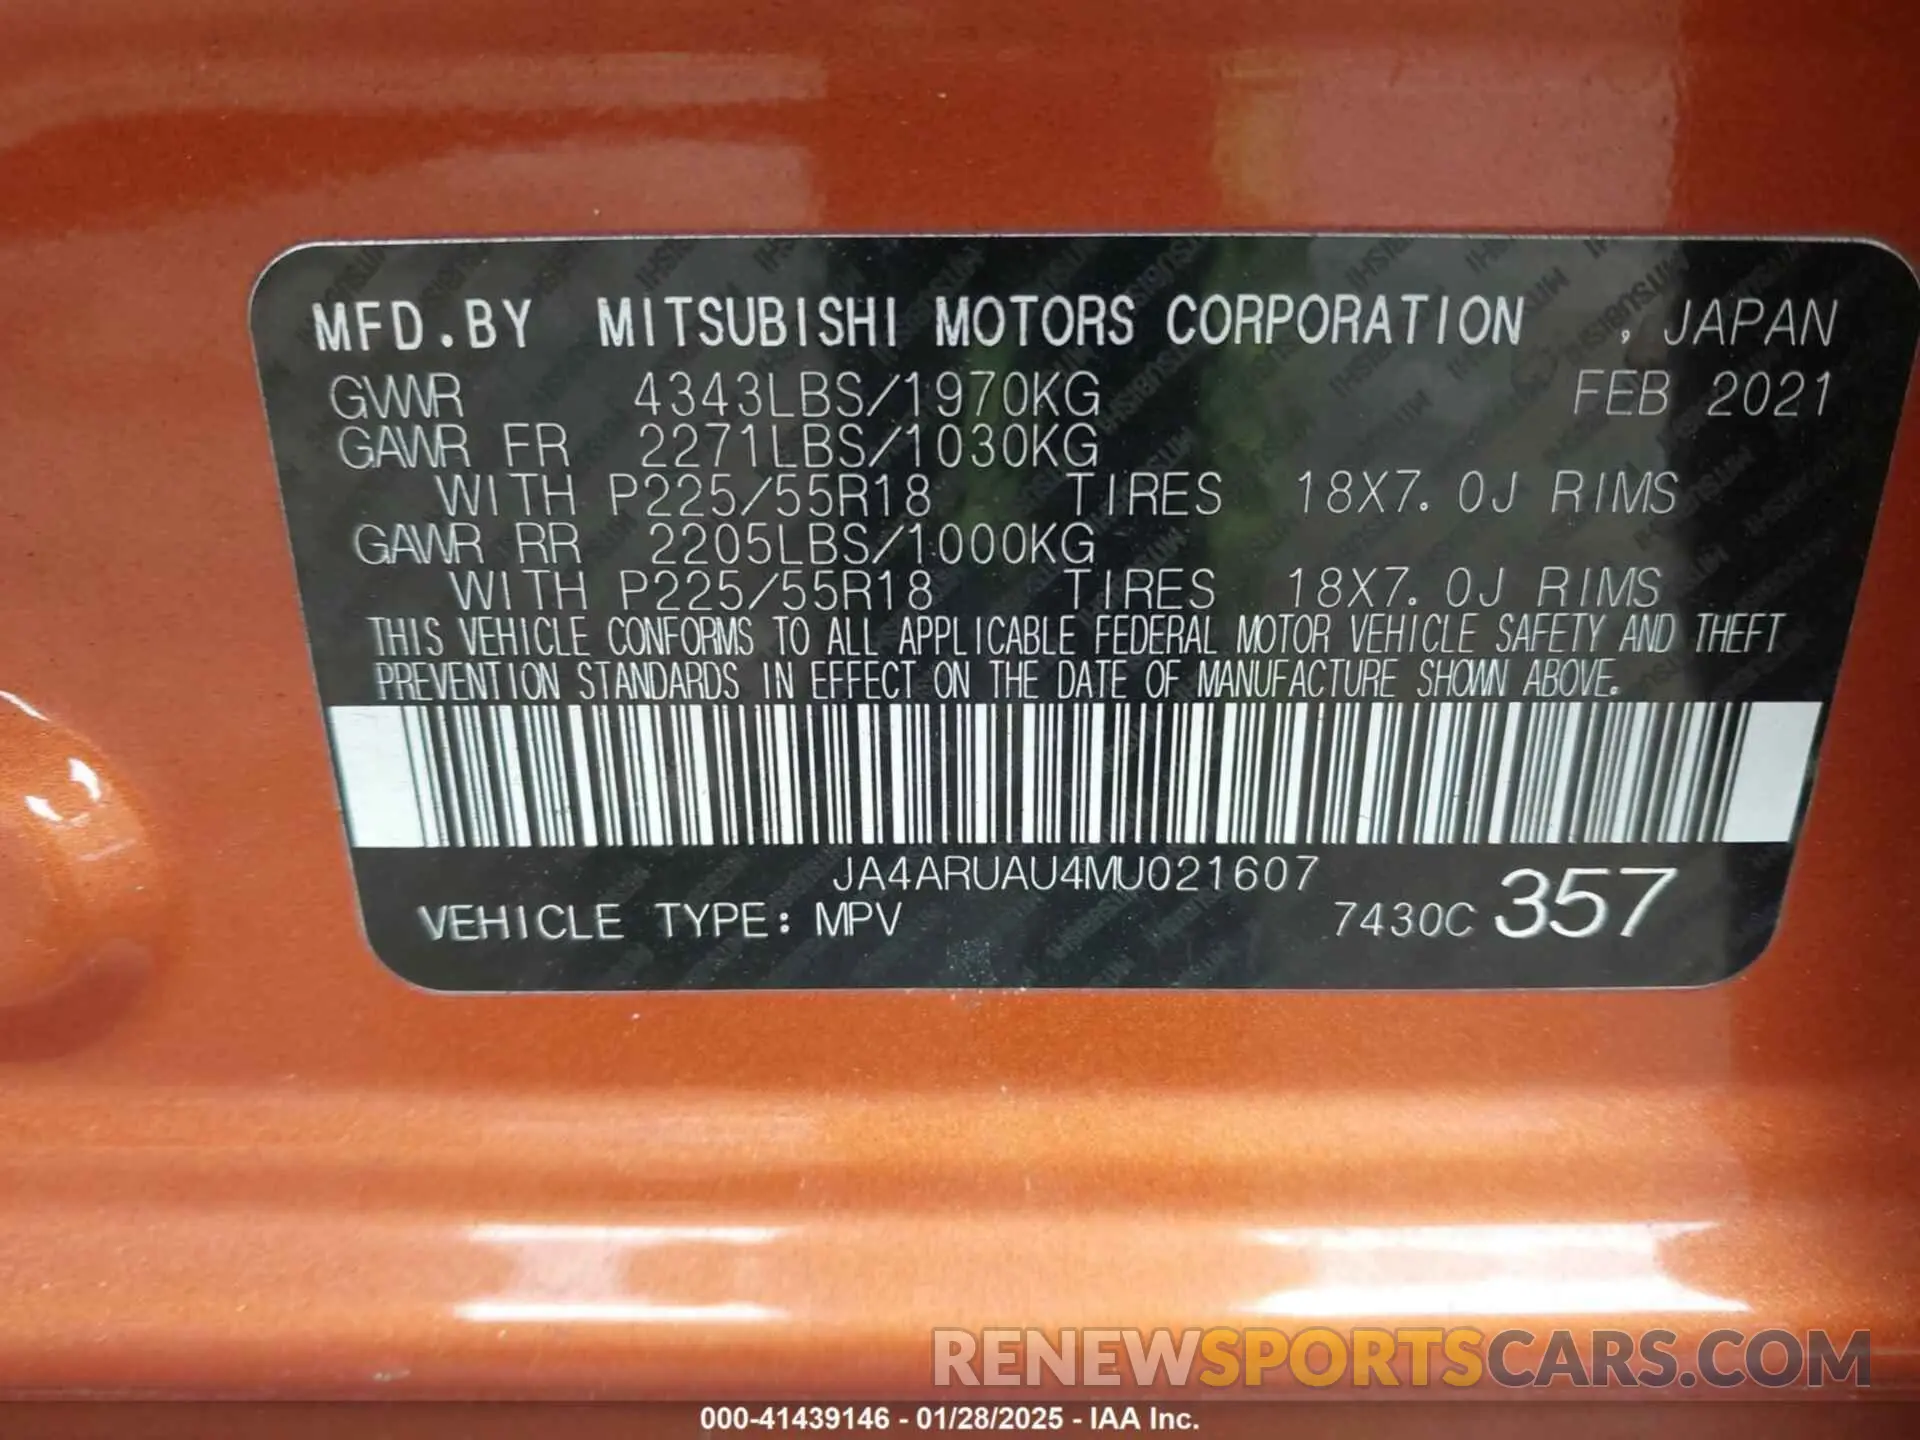 MFD.BY MITSUBISHI MOTORS CORPORATION , JAPAN
GVWR 4343LBS/1970KG FEB 2021
GAWR FR 2271LBS/1030KG
WITH P225/55R18 TIRES 18X7.0J RIMS
GAWR RR 2205LBS/1000KG
WITH P225/55R18 TIRES 18X7.0J RIMS
THIS VEHICLE CONFORMS TO ALL APPLICABLE FEDERAL MOTOR VEHICLE SAFETY AND THEFT
PREVENTION STANDARDS IN EFFECT ON THE DATE OF MANUFACTURE SHOWN ABOVE.
JA4ARUAU4MU021607
VEHICLE TYPE: MPV 7430C 357
RENEWSPORTSCARS.COM
000-41439146 - 01/28/2025 - IAA Inc.